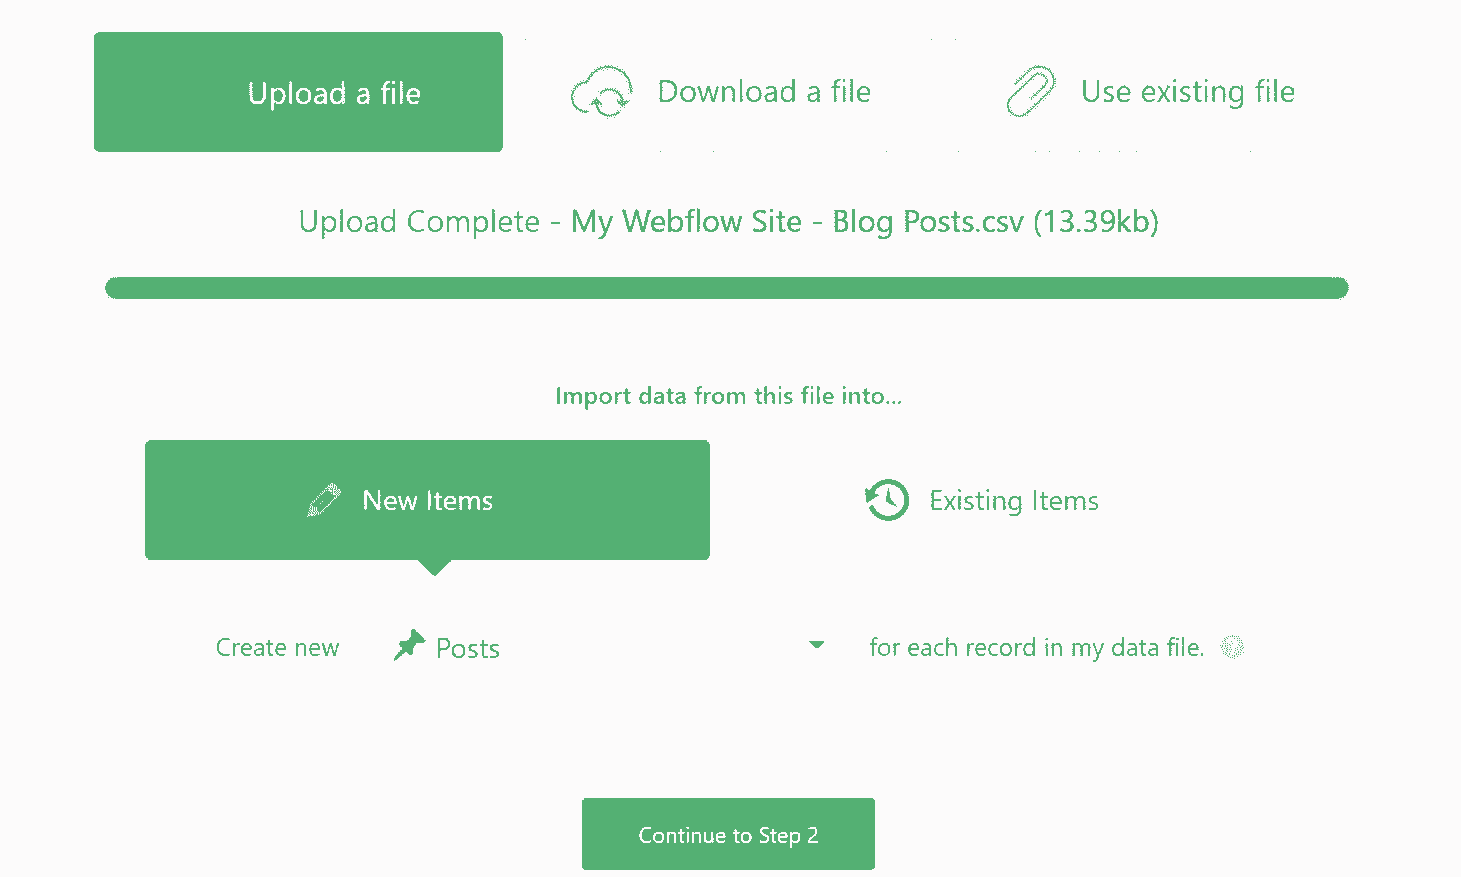 Upload a file
Download a file
Use existing file
Upload Complete - My Webflow Site - Blog Posts.csv (13.39kb)
Import data from this file into...
New Items
Existing Items
Create new
Posts
for each record in my data file.
Continue to Step 2